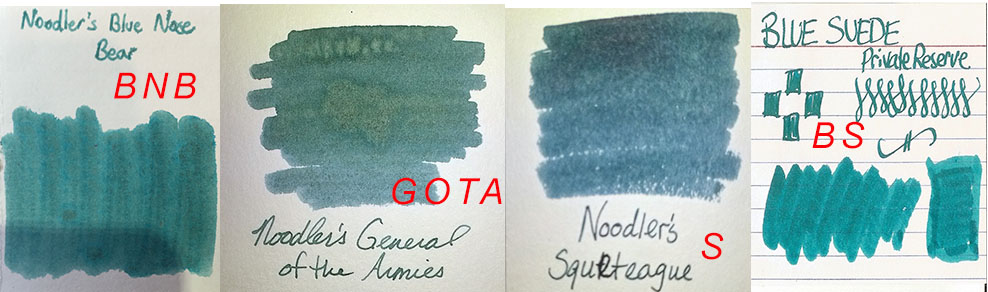 Noodler's Blue Nose
Bear
BNB
GOTA
Noodler's General
of the Armies
Noodler's
Squeteague
S
BLUE SUEDE
Private Reserve
BS